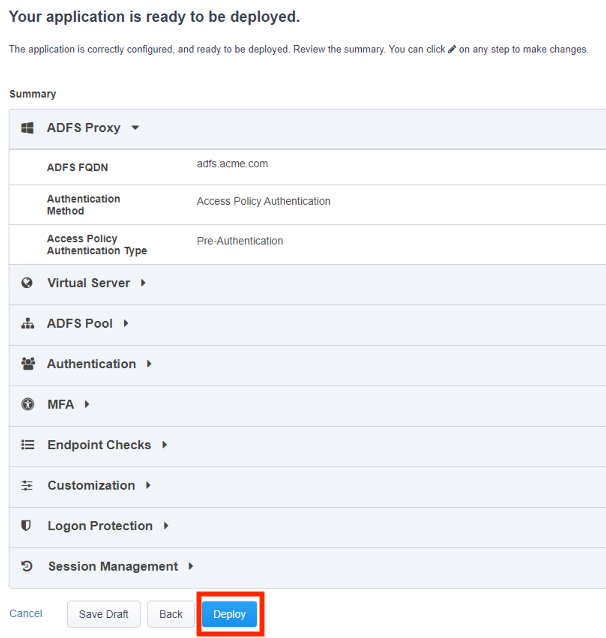 Your application is ready to be deployed.
The application is correctly configured, and ready to be deployed. Review the summary. You can click on any step to make changes.
Summary
ADFS Proxy
ADFS FQDN
adfs.acme.com
Authentication
Method
Access Policy Authentication
Access Policy
Authentication Type
Pre-Authentication
Virtual Server
ADFS Pool
Authentication
MFA
Endpoint Checks
Customization
Logon Protection
Session Management
Cancel
Save Draft
Back
Deploy